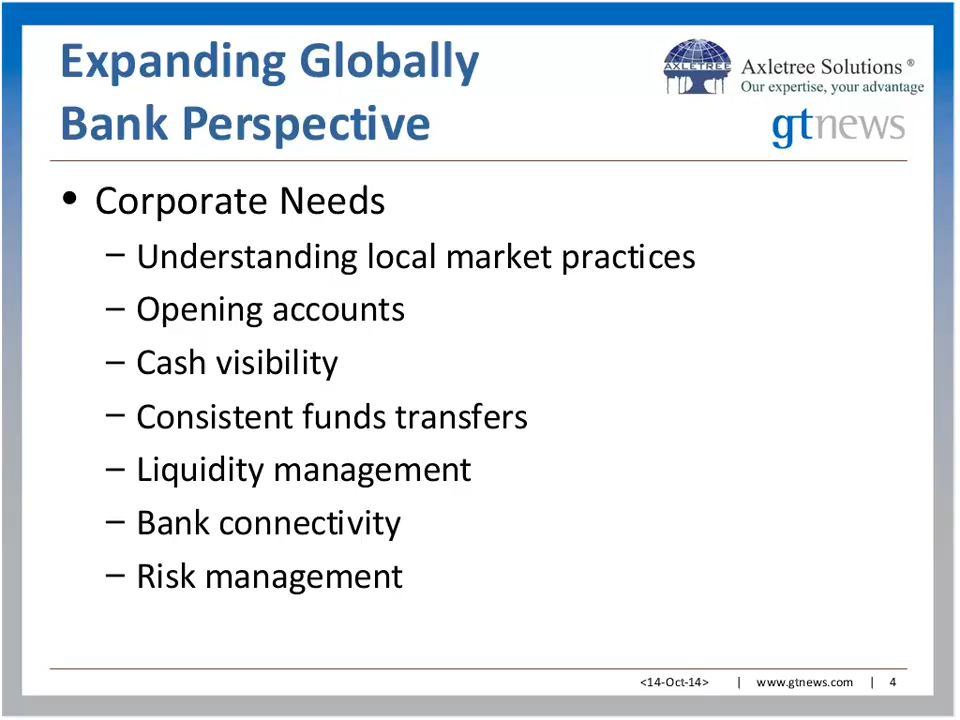 Expanding Globally
Bank Perspective
AXLETREE
Axletree Solutions ®
Our expertise, your advantage
gtnews
• Corporate Needs
– Understanding local market practices
– Opening accounts
– Cash visibility
– Consistent funds transfers
– Liquidity management
– Bank connectivity
– Risk management
<14-Oct-14> | www.gtnews.com | 4